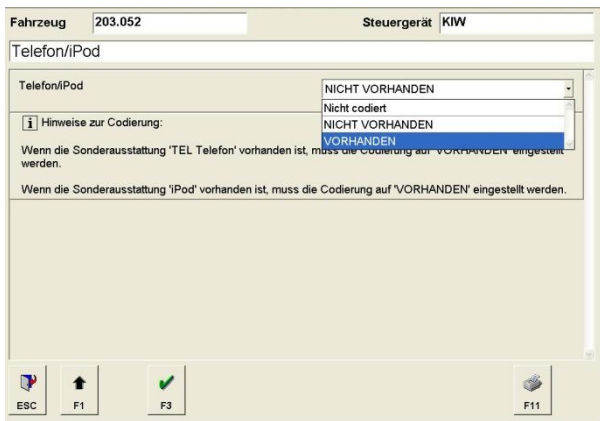 Fahrzeug 203.052 Steuergerät KIW
Telefon/iPod
Telefon/iPod NICHT VORHANDEN
Nicht codiert
NICHT VORHANDEN
VORHANDEN
i Hinweise zur Codierung:
Wenn die Sonderausstattung 'TEL Telefon' vorhanden ist, muss die Codierung auf 'VORHANDEN' eingestellt
werden.
Wenn die Sonderausstattung 'iPod' vorhanden ist, muss die Codierung auf 'VORHANDEN' eingestellt werden.
ESC F1 F3 F11